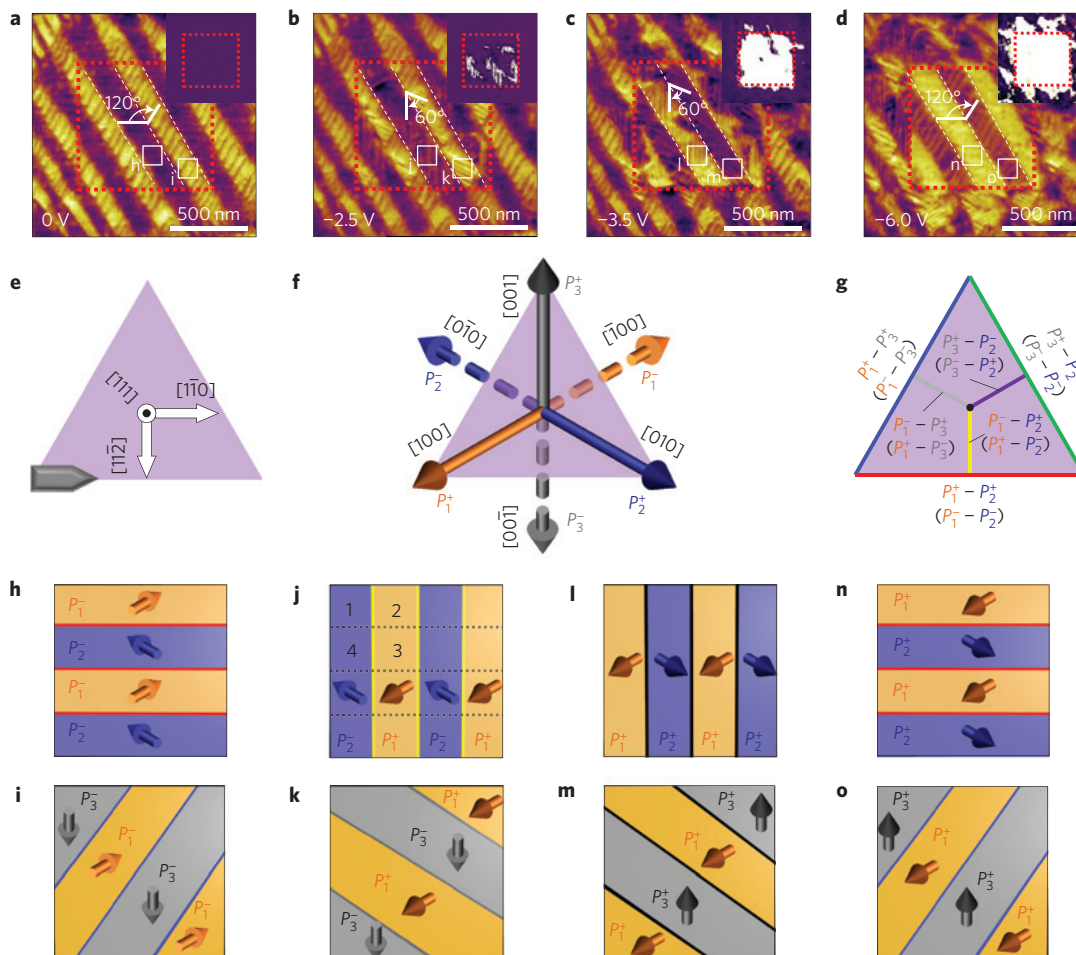 a
b
c
d
120°
60°
60°
120°
h
i
j
k
l
m
n
o
0 V
500 nm
−2.5 V
500 nm
−3.5 V
500 nm
−6.0 V
500 nm
e
f
g
[111]
[11̄0]
[112̄]
[001]
P₃⁺
[01̄0]
P₂⁻
[1̄00]
P₁⁻
[100]
P₁⁺
[010]
P₂⁺
[001̄]
P₃⁻
P₁⁺ − P₃⁺
(P₁⁻ − P₃⁻)
P₃⁺ − P₂⁻
(P₃⁻ − P₂⁺)
P₃⁺ − P₂⁺
(P₃⁻ − P₂⁻)
P₁⁻ − P₃⁺
(P₁⁺ − P₃⁻)
P₁⁻ − P₂⁺
(P₁⁺ − P₂⁻)
P₁⁺ − P₂⁺
(P₁⁻ − P₂⁻)
h
P₁⁻
P₂⁻
P₁⁻
P₂⁻
j
1 2
4 3
P₂⁻ P₁⁺ P₂⁻ P₁⁺
l
P₁⁺ P₂⁺ P₁⁺ P₂⁺
n
P₁⁺
P₂⁺
P₁⁺
P₂⁺
i
P₃⁻
P₁⁻
P₃⁻
P₁⁻
k
P₁⁺
P₃⁻
P₁⁺
P₃⁻
m
P₃⁺
P₁⁺
P₃⁺
P₁⁺
o
P₃⁺
P₁⁺
P₃⁺
P₁⁺